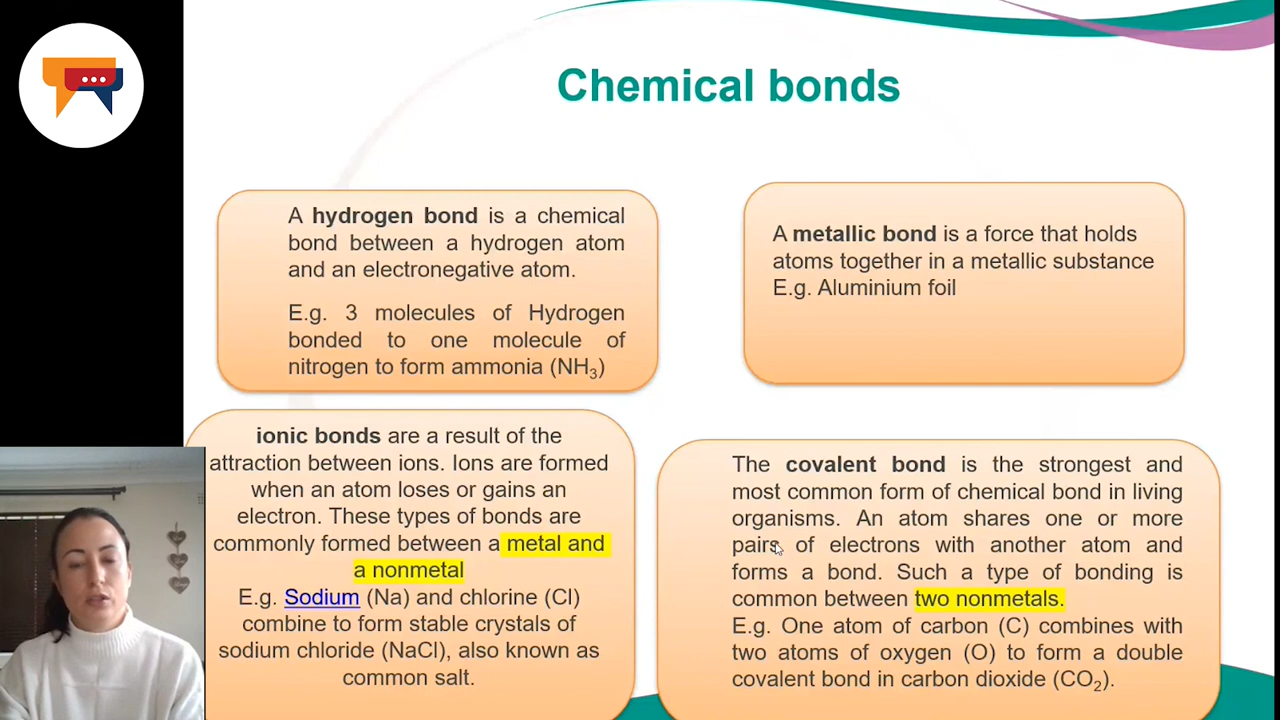 Chemical bonds
A hydrogen bond is a chemical
bond between a hydrogen atom
and an electronegative atom.
E.g. 3 molecules of Hydrogen
bonded to one molecule of
nitrogen to form ammonia (NH₃)
A metallic bond is a force that holds
atoms together in a metallic substance
E.g. Aluminium foil
ionic bonds are a result of the
attraction between ions. Ions are formed
when an atom loses or gains an
electron. These types of bonds are
commonly formed between a metal and
a nonmetal
E.g. Sodium (Na) and chlorine (Cl)
combine to form stable crystals of
sodium chloride (NaCl), also known as
common salt.
The covalent bond is the strongest and
most common form of chemical bond in living
organisms. An atom shares one or more
pairs of electrons with another atom and
forms a bond. Such a type of bonding is
common between two nonmetals.
E.g. One atom of carbon (C) combines with
two atoms of oxygen (O) to form a double
covalent bond in carbon dioxide (CO₂).